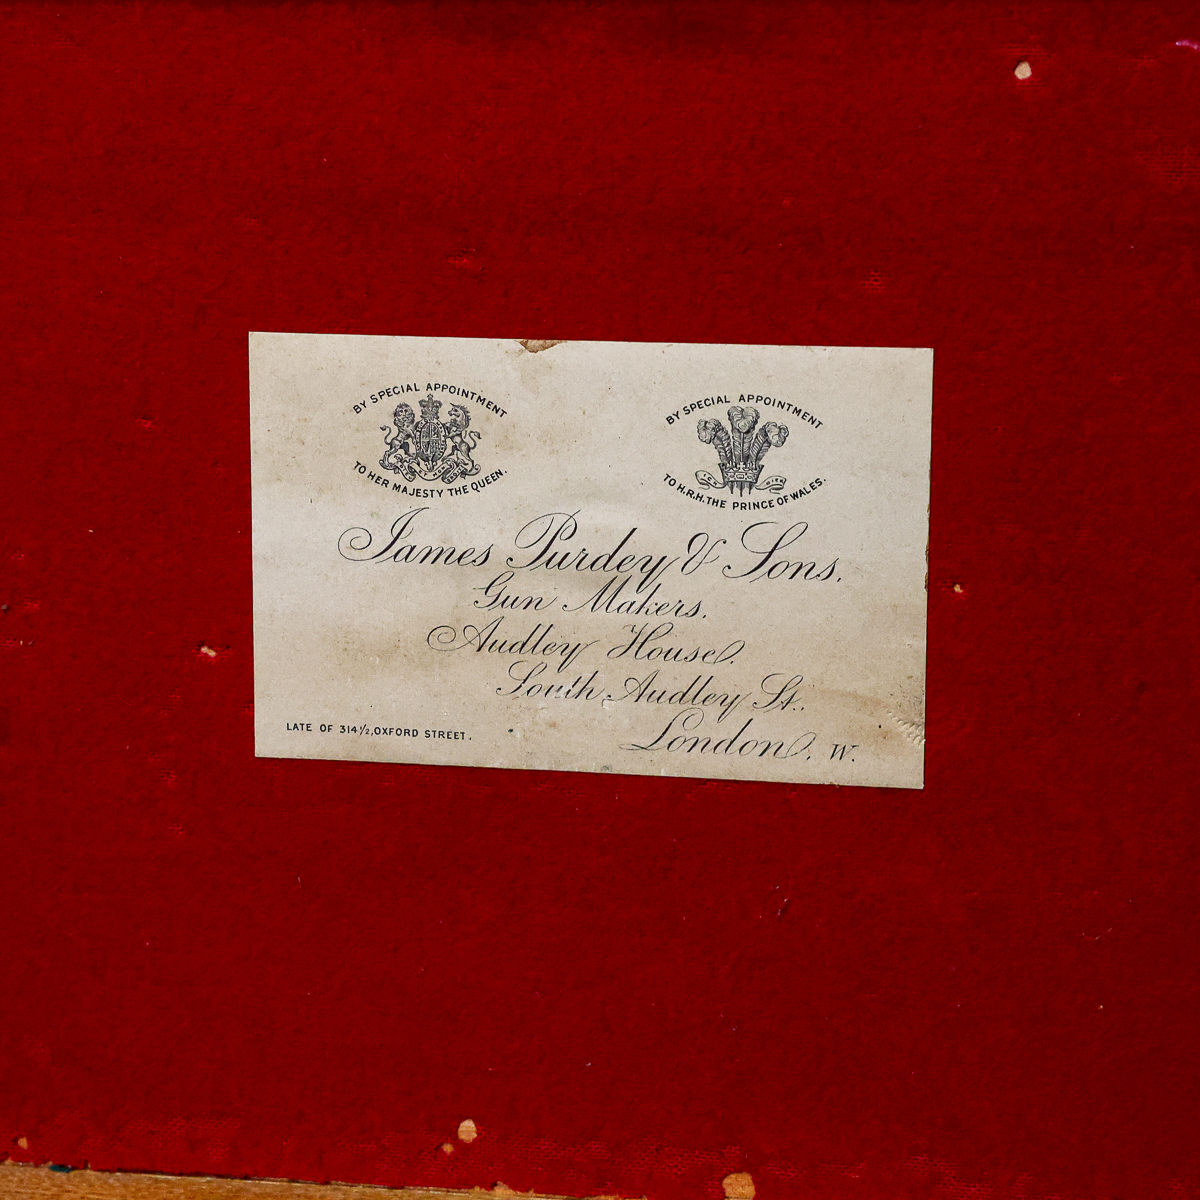 BY SPECIAL APPOINTMENT
TO HER MAJESTY THE QUEEN.
BY SPECIAL APPOINTMENT
TO H.R.H. THE PRINCE OF WALES.
James Purdey & Sons.
Gun Makers.
Audley House.
South Audley St.
London. W.
LATE OF 314½, OXFORD STREET.